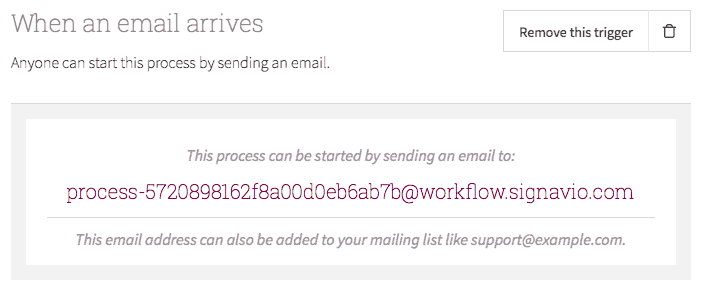 When an email arrives
Remove this trigger
Anyone can start this process by sending an email.
This process can be started by sending an email to:
process-5720898162f8a00d0eb6ab7b@workflow.signavio.com
This email address can also be added to your mailing list like support@example.com.